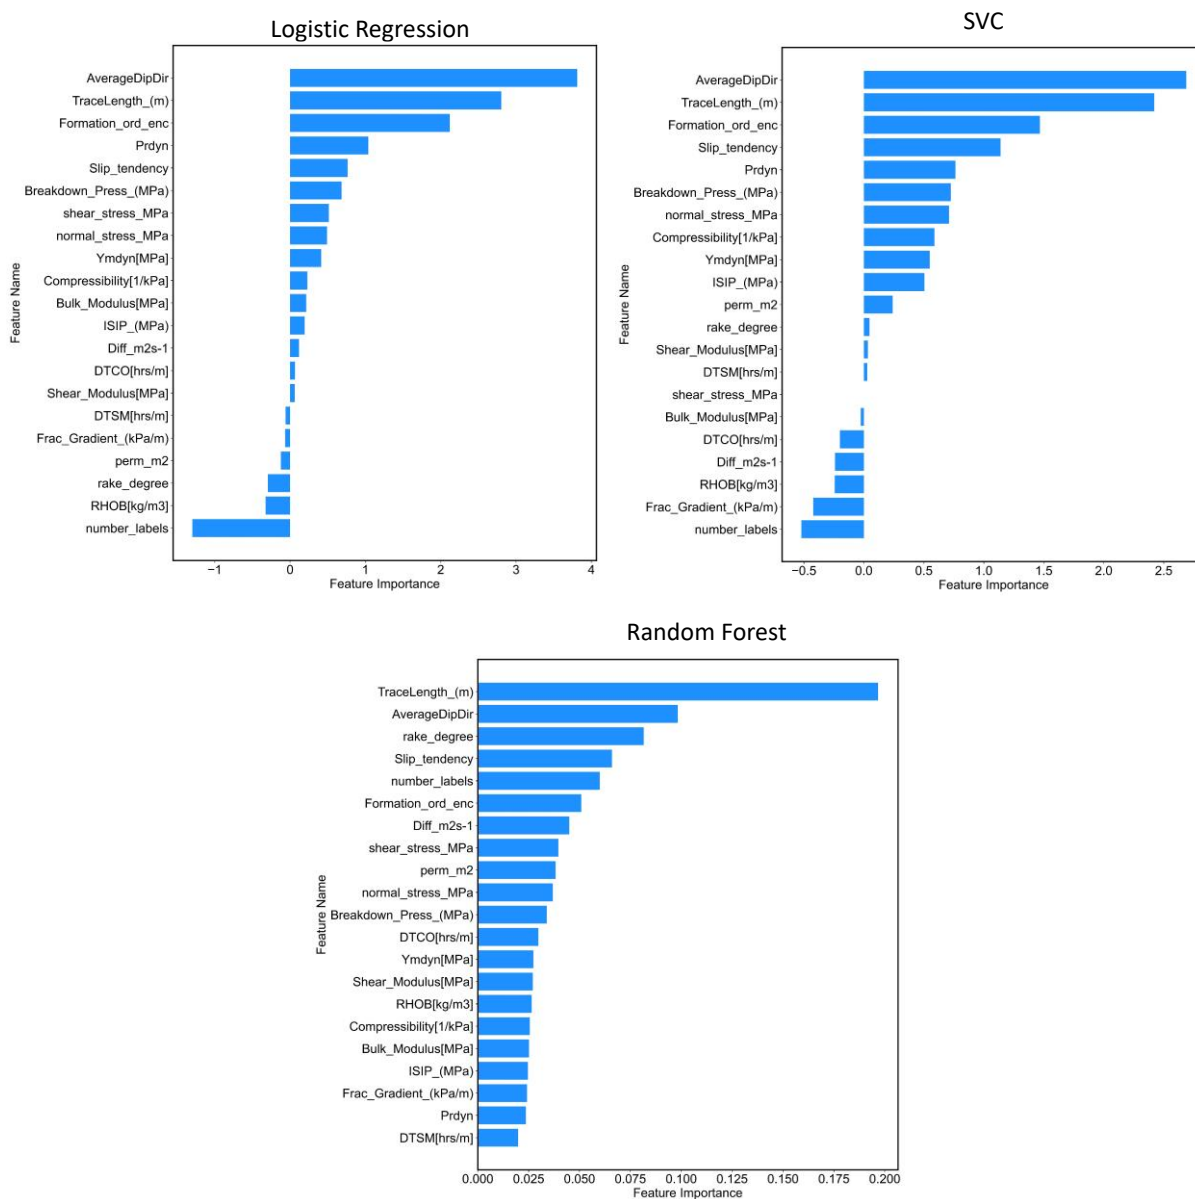 Logistic Regression
AverageDipDir
TraceLength_(m)
Formation_ord_enc
Prdyn
Slip_tendency
Breakdown_Press_(MPa)
shear_stress_MPa
normal_stress_MPa
Ymdyn[MPa]
Compressibility[1/kPa]
Bulk_Modulus[MPa]
ISIP_(MPa)
Diff_m2s-1
DTCO[hrs/m]
Shear_Modulus[MPa]
DTSM[hrs/m]
Frac_Gradient_(kPa/m)
perm_m2
rake_degree
RHOB[kg/m3]
number_labels
Feature Name
−1 0 1 2 3 4
Feature Importance
SVC
AverageDipDir
TraceLength_(m)
Formation_ord_enc
Slip_tendency
Prdyn
Breakdown_Press_(MPa)
normal_stress_MPa
Compressibility[1/kPa]
Ymdyn[MPa]
ISIP_(MPa)
perm_m2
rake_degree
Shear_Modulus[MPa]
DTSM[hrs/m]
shear_stress_MPa
Bulk_Modulus[MPa]
DTCO[hrs/m]
Diff_m2s-1
RHOB[kg/m3]
Frac_Gradient_(kPa/m)
number_labels
Feature Name
−0.5 0.0 0.5 1.0 1.5 2.0 2.5
Feature Importance
Random Forest
TraceLength_(m)
AverageDipDir
rake_degree
Slip_tendency
number_labels
Formation_ord_enc
Diff_m2s-1
shear_stress_MPa
perm_m2
normal_stress_MPa
Breakdown_Press_(MPa)
DTCO[hrs/m]
Ymdyn[MPa]
Shear_Modulus[MPa]
RHOB[kg/m3]
Compressibility[1/kPa]
Bulk_Modulus[MPa]
ISIP_(MPa)
Frac_Gradient_(kPa/m)
Prdyn
DTSM[hrs/m]
Feature Name
0.000 0.025 0.050 0.075 0.100 0.125 0.150 0.175 0.200
Feature Importance